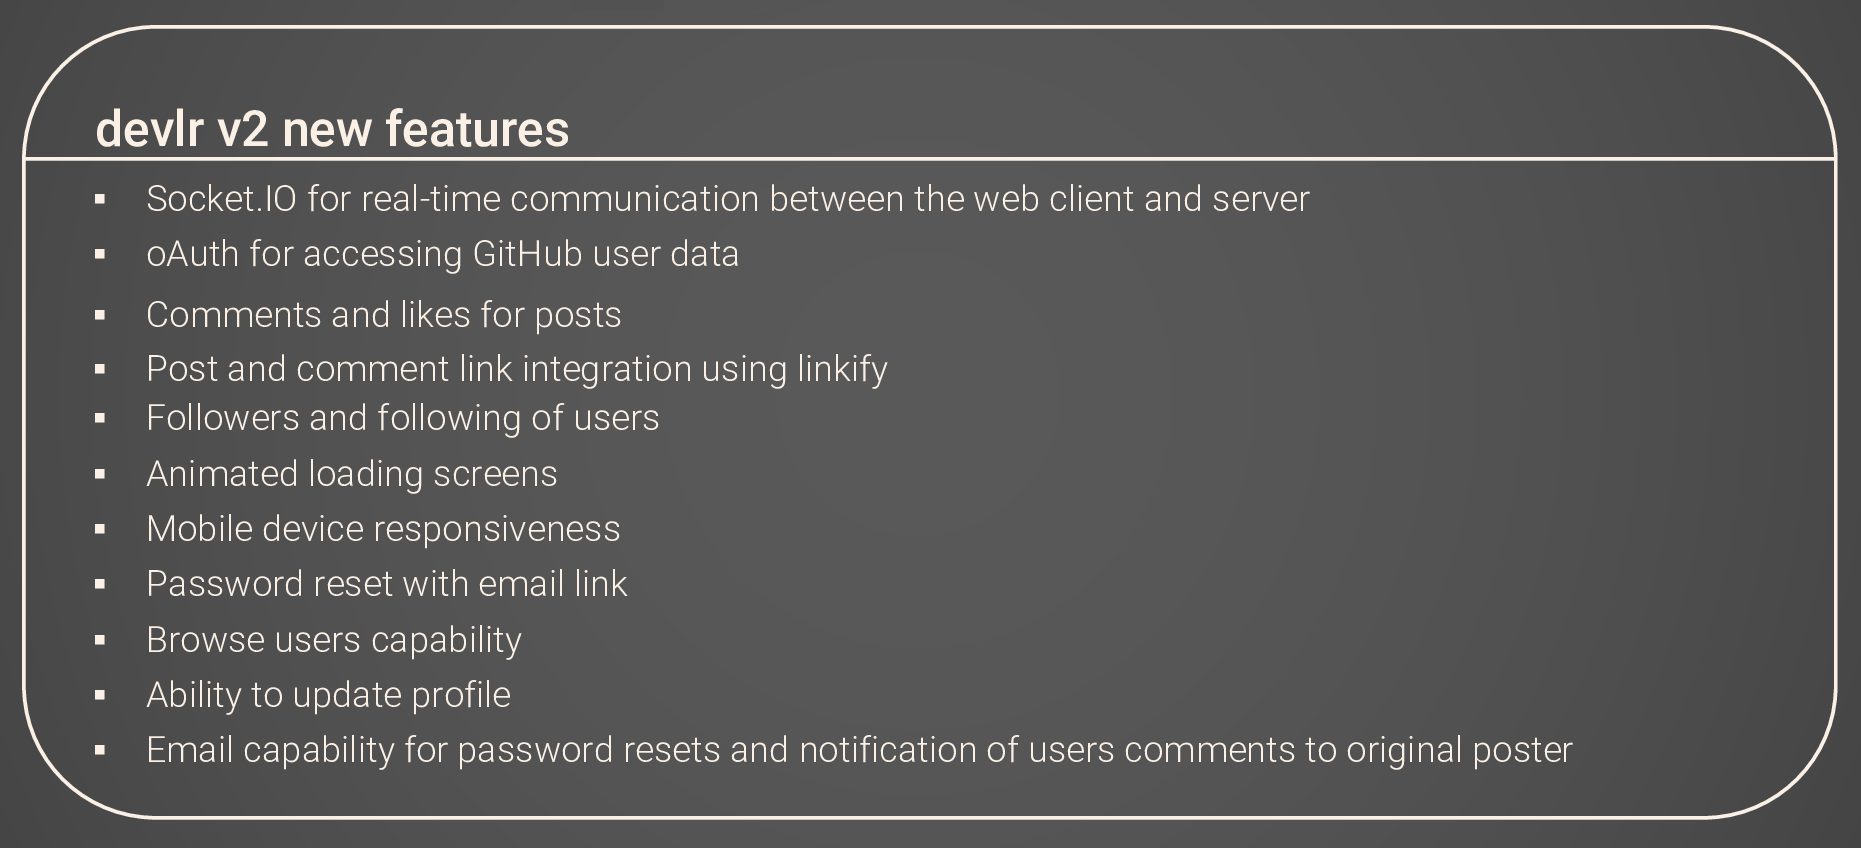 devlr v2 new features
▪ Socket.IO for real-time communication between the web client and server
▪ oAuth for accessing GitHub user data
▪ Comments and likes for posts
▪ Post and comment link integration using linkify
▪ Followers and following of users
▪ Animated loading screens
▪ Mobile device responsiveness
▪ Password reset with email link
▪ Browse users capability
▪ Ability to update profile
▪ Email capability for password resets and notification of users comments to original poster